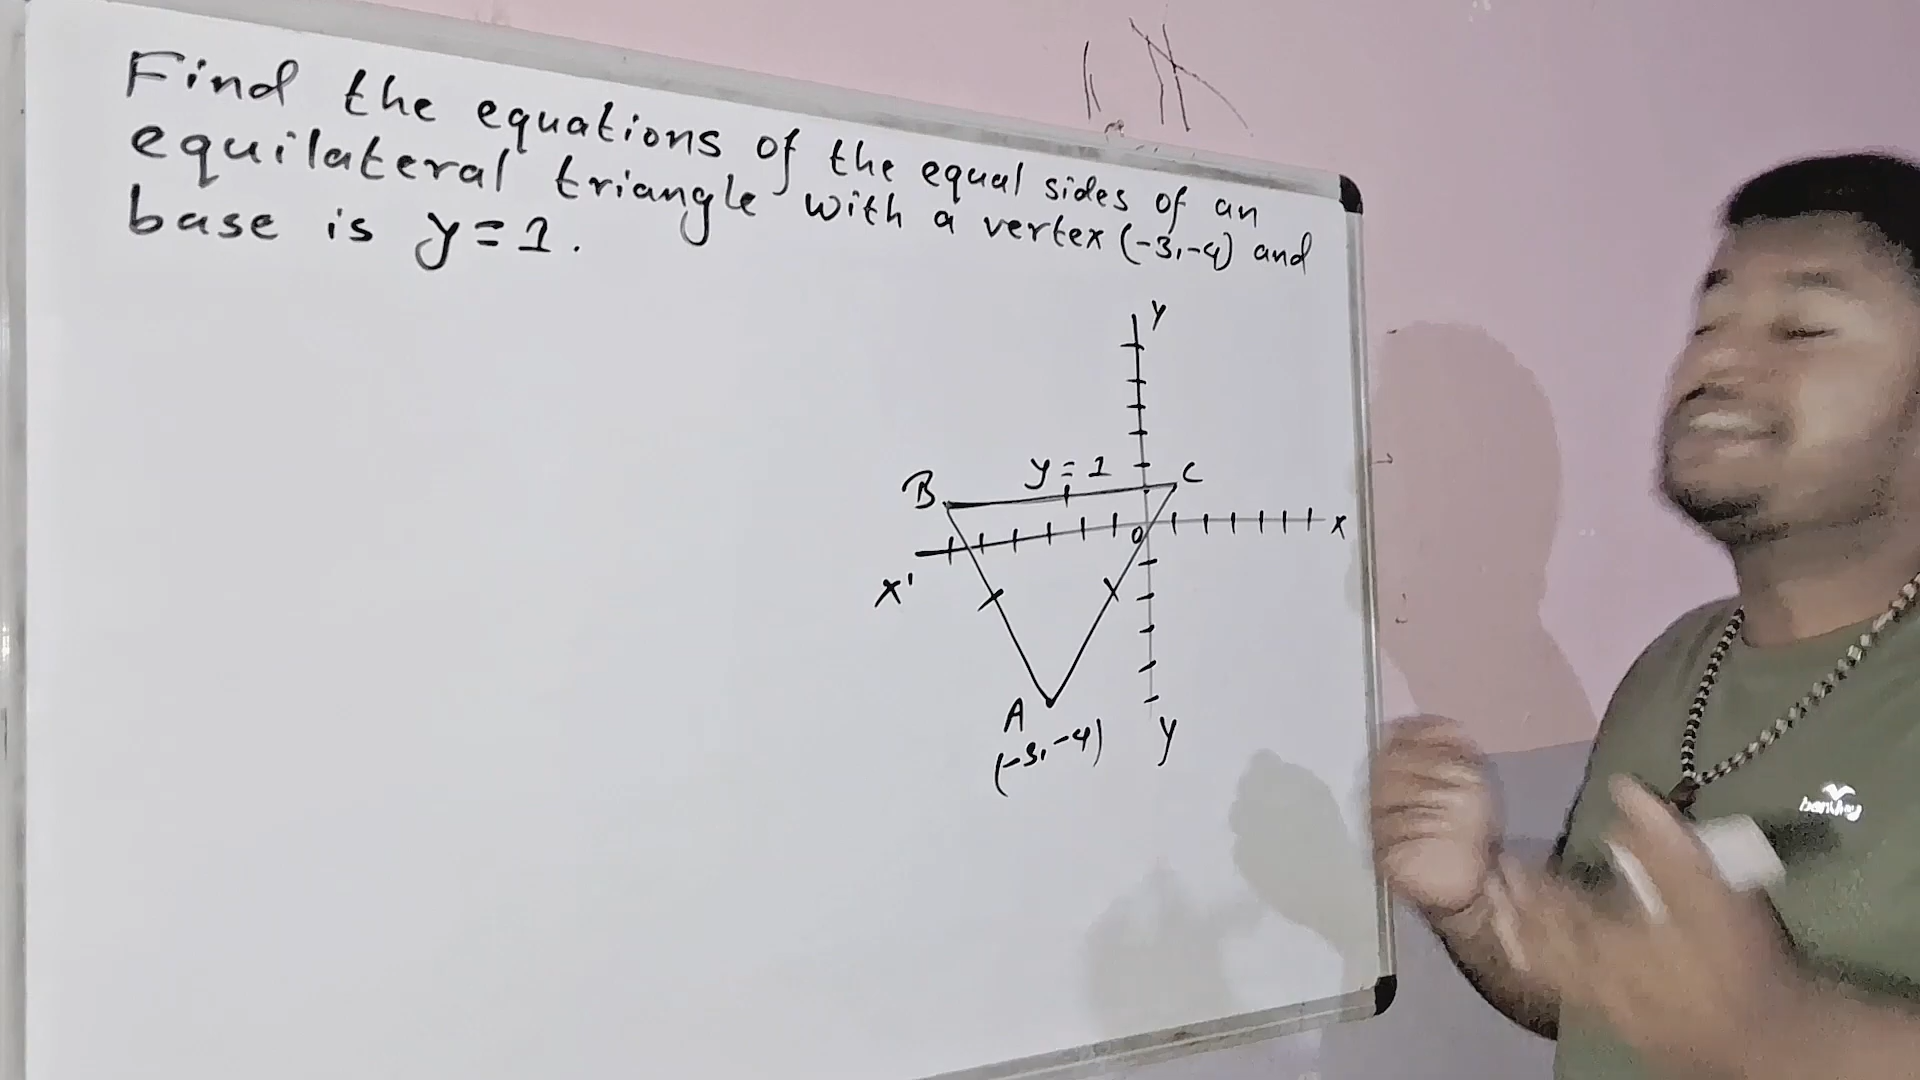 Find the equations of the equal sides of an
equilateral triangle with a vertex (-3,-4) and
base is y=1.
Y
B
y=1
C
0
X
X'
A
(-3,-4)
Y